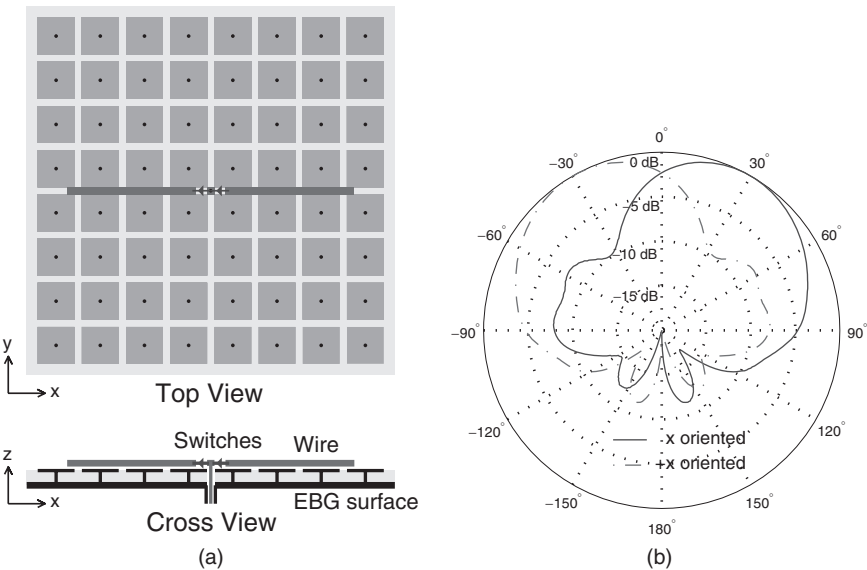 y
x
Top View
z
x
Switches
Wire
EBG surface
Cross View
(a)
0°
−30°
30°
0 dB
−5 dB
−60°
60°
−10 dB
−15 dB
−90°
90°
−120°
120°
-x oriented
+x oriented
−150°
150°
180°
(b)